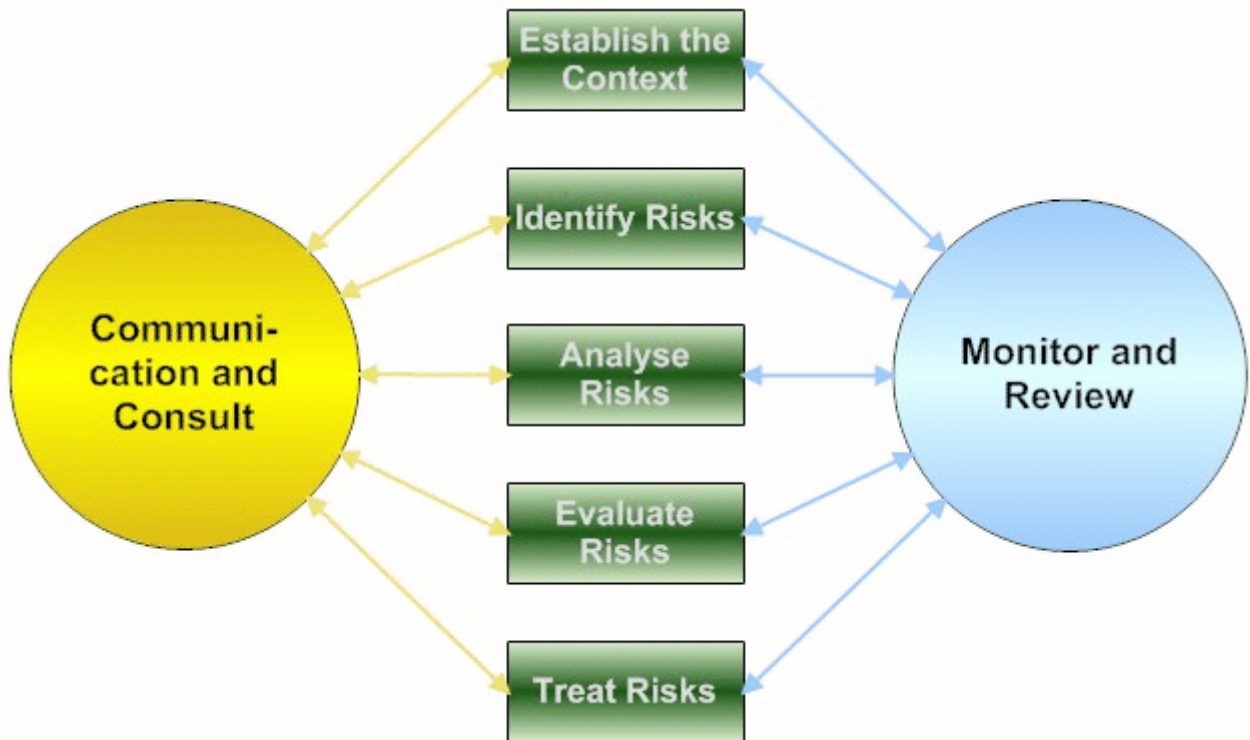 Establish the
Context
Identify Risks
Communi-
cation and
Consult
Analyse
Risks
Monitor and
Review
Evaluate
Risks
Treat Risks